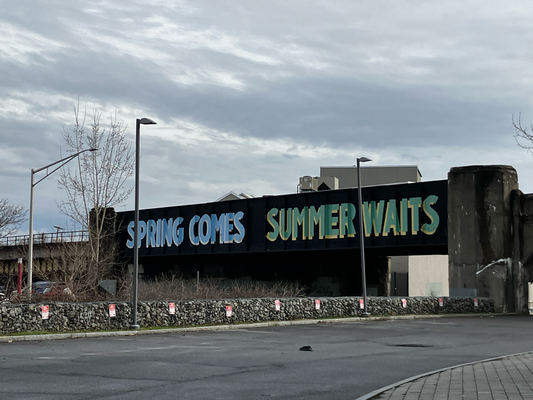 SPRING COMES SUMMER WAITS